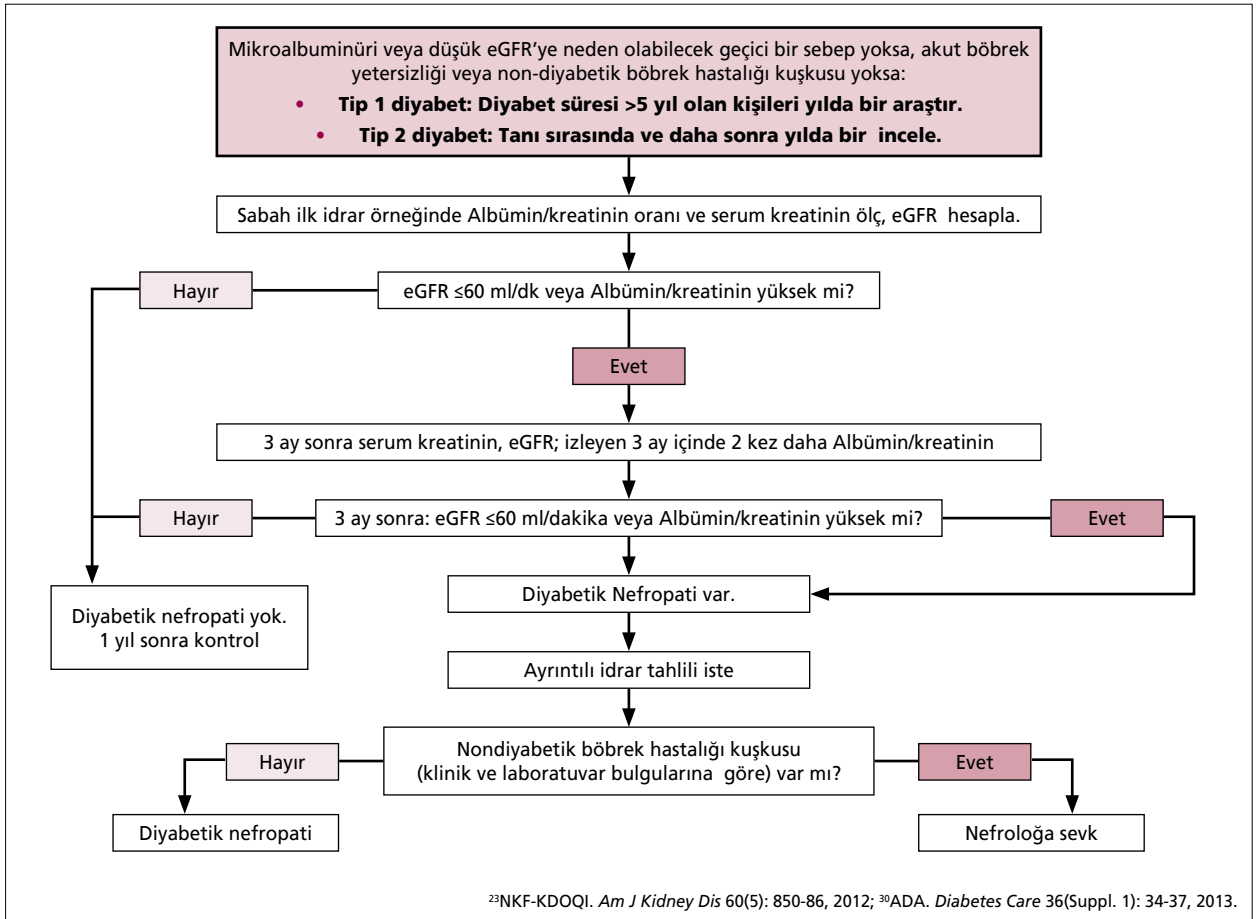 Mikroalbuminüri veya düşük eGFR'ye neden olabilecek geçici bir sebep yoksa, akut böbrek
yetersizliği veya non-diyabetik böbrek hastalığı kuşkusu yoksa:
• Tip 1 diyabet: Diyabet süresi >5 yıl olan kişileri yılda bir araştır.
• Tip 2 diyabet: Tanı sırasında ve daha sonra yılda bir incele.
Sabah ilk idrar örneğinde Albümin/kreatinin oranı ve serum kreatinin ölç, eGFR hesapla.
Hayır
eGFR ≤60 ml/dk veya Albümin/kreatinin yüksek mi?
Evet
3 ay sonra serum kreatinin, eGFR; izleyen 3 ay içinde 2 kez daha Albümin/kreatinin
Hayır
3 ay sonra: eGFR ≤60 ml/dakika veya Albümin/kreatinin yüksek mi?
Evet
Diyabetik nefropati yok.
1 yıl sonra kontrol
Diyabetik Nefropati var.
Ayrıntılı idrar tahlili iste
Hayır
Nondiyabetik böbrek hastalığı kuşkusu
(klinik ve laboratuvar bulgularına göre) var mı?
Evet
Diyabetik nefropati
Nefroloğa sevk
²³NKF-KDOQI. Am J Kidney Dis 60(5): 850-86, 2012; ³⁰ADA. Diabetes Care 36(Suppl. 1): 34-37, 2013.